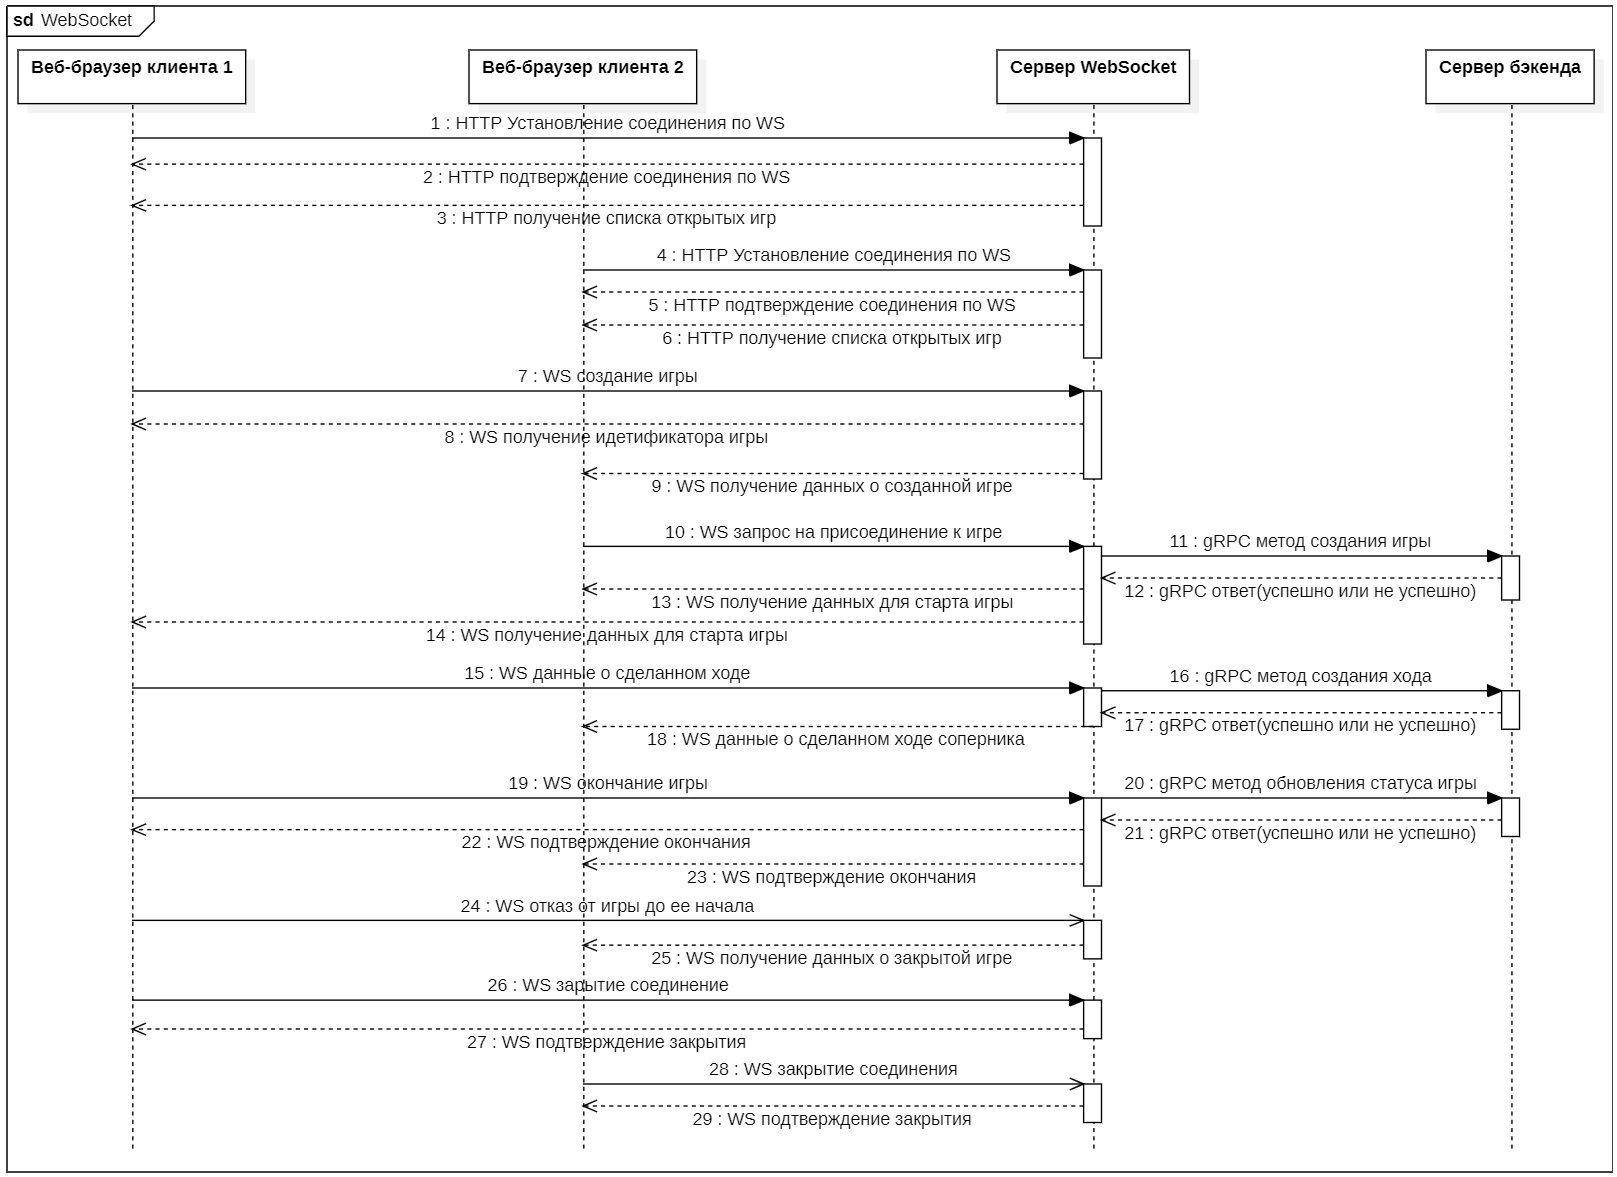 sd WebSocket
Веб-браузер клиента 1
Веб-браузер клиента 2
Сервер WebSocket
Сервер бэкенда
1 : HTTP Установление соединения по WS
2 : HTTP подтверждение соединения по WS
3 : HTTP получение списка открытых игр
4 : HTTP Установление соединения по WS
5 : HTTP подтверждение соединения по WS
6 : HTTP получение списка открытых игр
7 : WS создание игры
8 : WS получение идетификатора игры
9 : WS получение данных о созданной игре
10 : WS запрос на присоединение к игре
11 : gRPC метод создания игры
12 : gRPC ответ(успешно или не успешно)
13 : WS получение данных для старта игры
14 : WS получение данных для старта игры
15 : WS данные о сделанном ходе
16 : gRPC метод создания хода
17 : gRPC ответ(успешно или не успешно)
18 : WS данные о сделанном ходе соперника
19 : WS окончание игры
20 : gRPC метод обновления статуса игры
21 : gRPC ответ(успешно или не успешно)
22 : WS подтверждение окончания
23 : WS подтверждение окончания
24 : WS отказ от игры до ее начала
25 : WS получение данных о закрытой игре
26 : WS зарытие соединение
27 : WS подтверждение закрытия
28 : WS закрытие соединения
29 : WS подтверждение закрытия